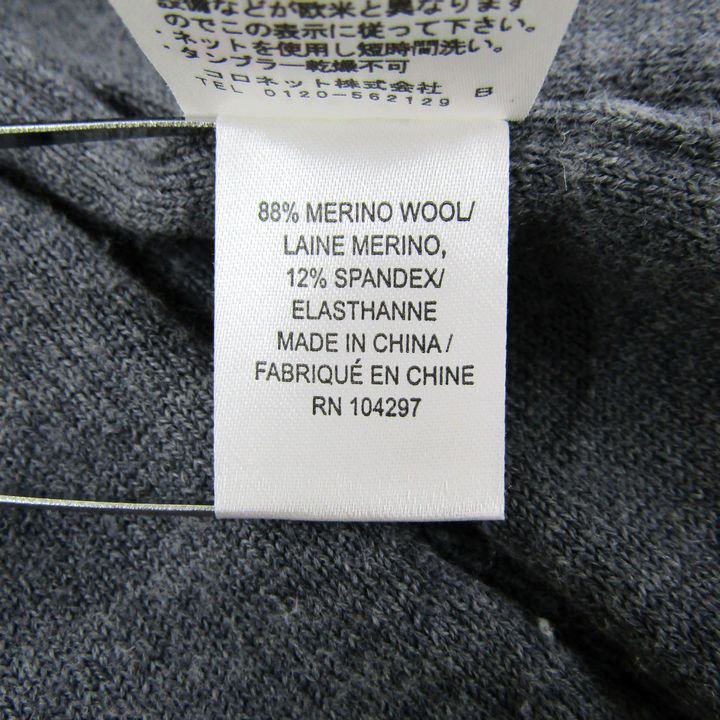 設備などが欧米と異なります
のでこの表示に従って下さい。
・ネットを使用し短時間洗い。
・タンブラー乾燥不可
コロネット株式会社
TEL 0120-562129 B
88% MERINO WOOL/
LAINE MERINO,
12% SPANDEX/
ELASTHANNE
MADE IN CHINA /
FABRIQUÉ EN CHINE
RN 104297